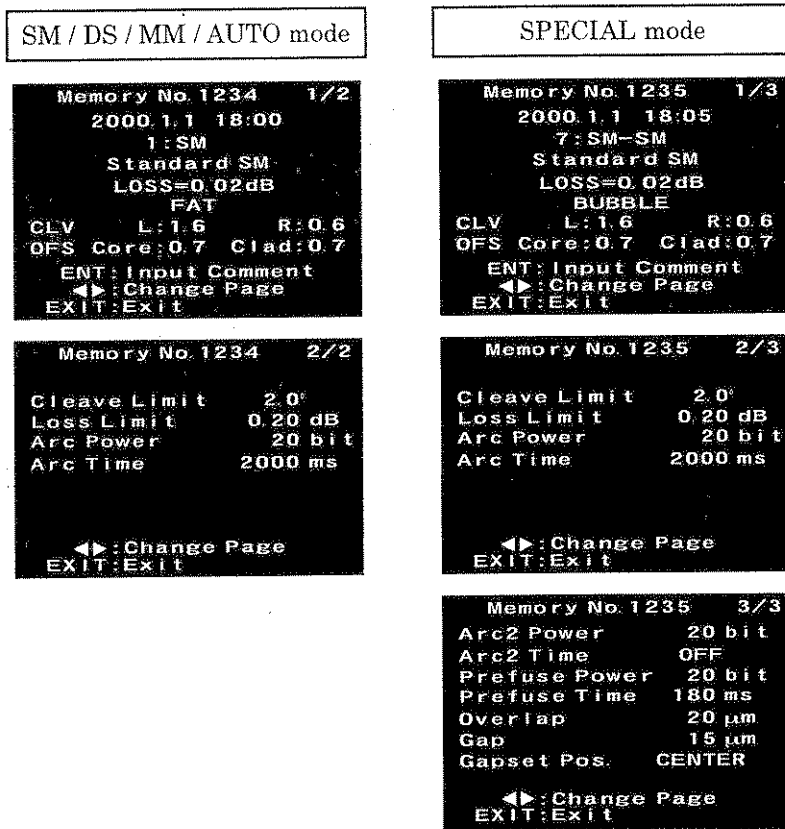 SM / DS / MM / AUTO mode
Memory No.1234 1/2
2000.1.1 18:00
1:SM
Standard SM
LOSS=0.02dB
FAT
CLV L:1.6 R:0.6
OFS Core:0.7 Clad:0.7
ENT:Input Comment
◀▶:Change Page
EXIT:Exit
Memory No.1234 2/2
Cleave Limit 2.0°
Loss Limit 0.20 dB
Arc Power 20 bit
Arc Time 2000 ms
◀▶:Change Page
EXIT:Exit
SPECIAL mode
Memory No.1235 1/3
2000.1.1 18:05
7:SM-SM
Standard SM
LOSS=0.02dB
BUBBLE
CLV L:1.6 R:0.6
OFS Core:0.7 Clad:0.7
ENT:Input Comment
◀▶:Change Page
EXIT:Exit
Memory No.1235 2/3
Cleave Limit 2.0°
Loss Limit 0.20 dB
Arc Power 20 bit
Arc Time 2000 ms
◀▶:Change Page
EXIT:Exit
Memory No.1235 3/3
Arc2 Power 20 bit
Arc2 Time OFF
Prefuse Power 20 bit
Prefuse Time 180 ms
Overlap 20 μm
Gap 15 μm
Gapset Pos. CENTER
◀▶:Change Page
EXIT:Exit